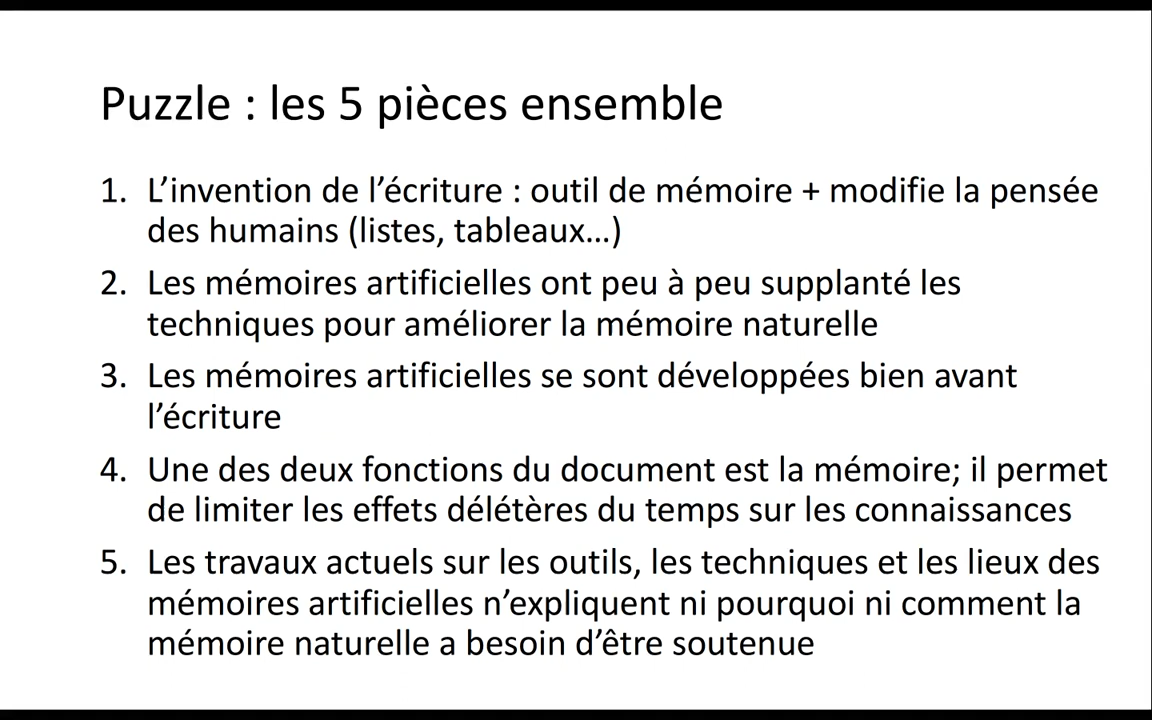 Puzzle : les 5 pièces ensemble
1. L’invention de l’écriture : outil de mémoire + modifie la pensée
des humains (listes, tableaux…)
2. Les mémoires artificielles ont peu à peu supplanté les
techniques pour améliorer la mémoire naturelle
3. Les mémoires artificielles se sont développées bien avant
l’écriture
4. Une des deux fonctions du document est la mémoire; il permet
de limiter les effets délétères du temps sur les connaissances
5. Les travaux actuels sur les outils, les techniques et les lieux des
mémoires artificielles n’expliquent ni pourquoi ni comment la
mémoire naturelle a besoin d’être soutenue